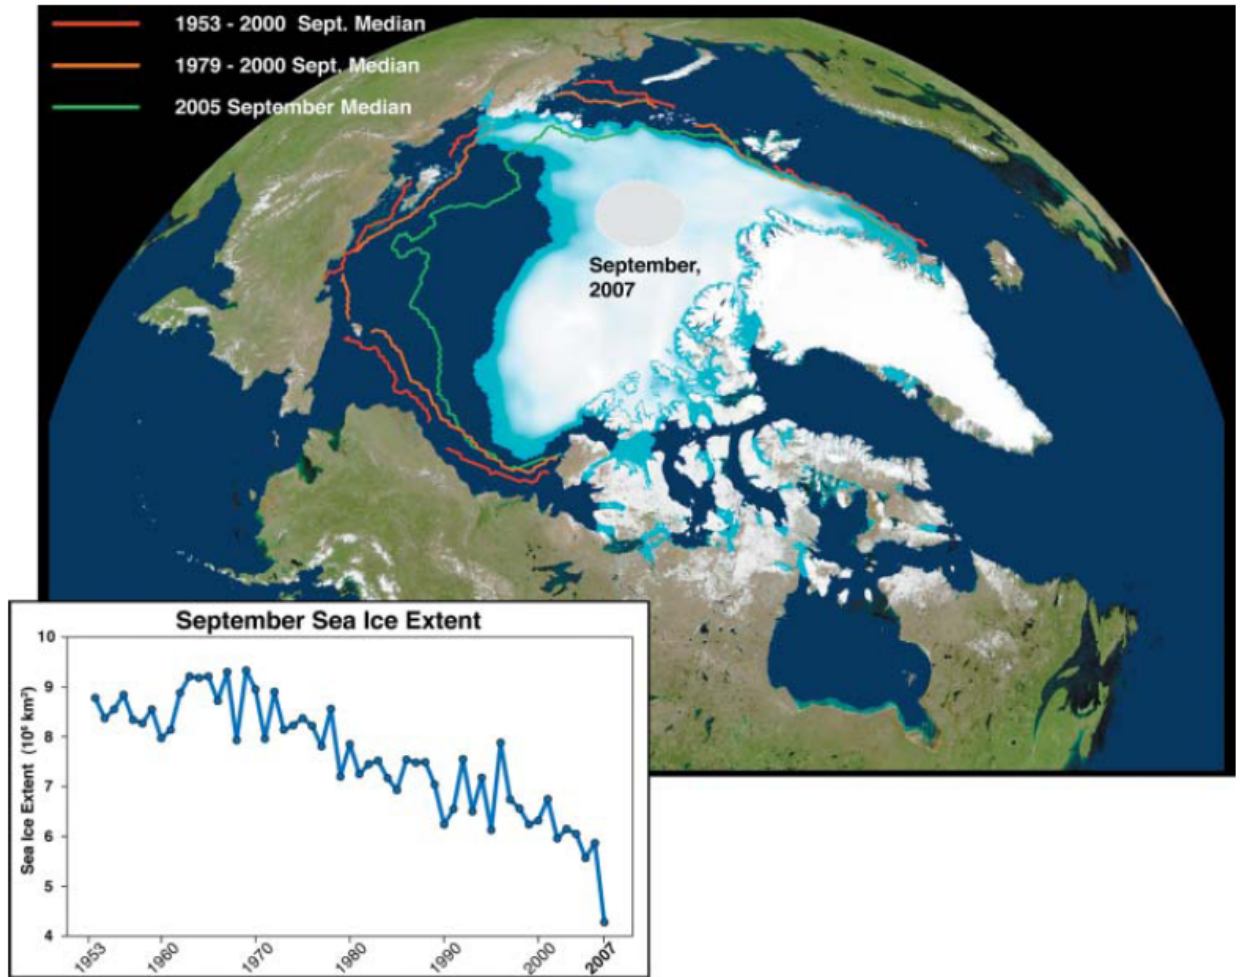 1953 - 2000 Sept. Median
1979 - 2000 Sept. Median
2005 September Median
September,
2007
September Sea Ice Extent
Sea Ice Extent (10⁶ km²)
10
9
8
7
6
5
4
1953
1960
1970
1980
1990
2000
2007